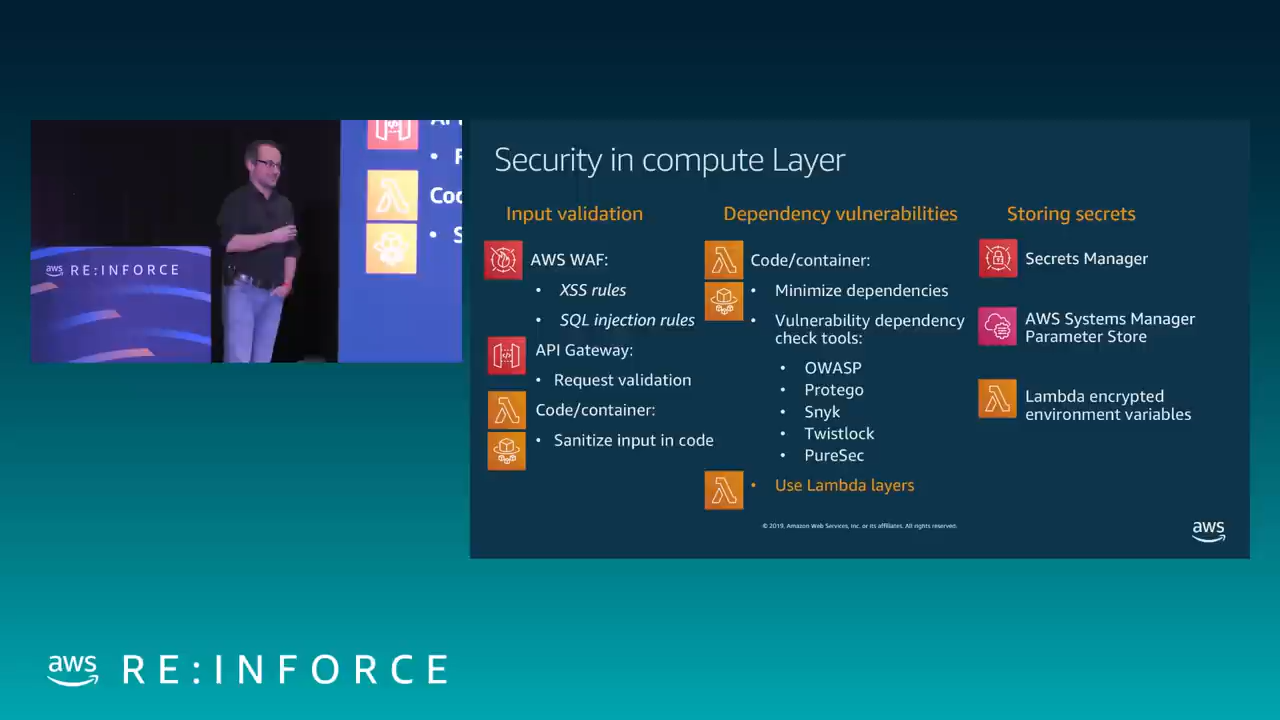 API
• R
Cod
• S
aws RE:INFORCE
Security in compute Layer
Input validation
AWS WAF:
• XSS rules
• SQL injection rules
API Gateway:
• Request validation
Code/container:
• Sanitize input in code
Dependency vulnerabilities
Code/container:
• Minimize dependencies
• Vulnerability dependency
check tools:
• OWASP
• Protego
• Snyk
• Twistlock
• PureSec
• Use Lambda layers
Storing secrets
Secrets Manager
AWS Systems Manager
Parameter Store
Lambda encrypted
environment variables
© 2019, Amazon Web Services, Inc. or its affiliates. All rights reserved.
aws
aws RE:INFORCE